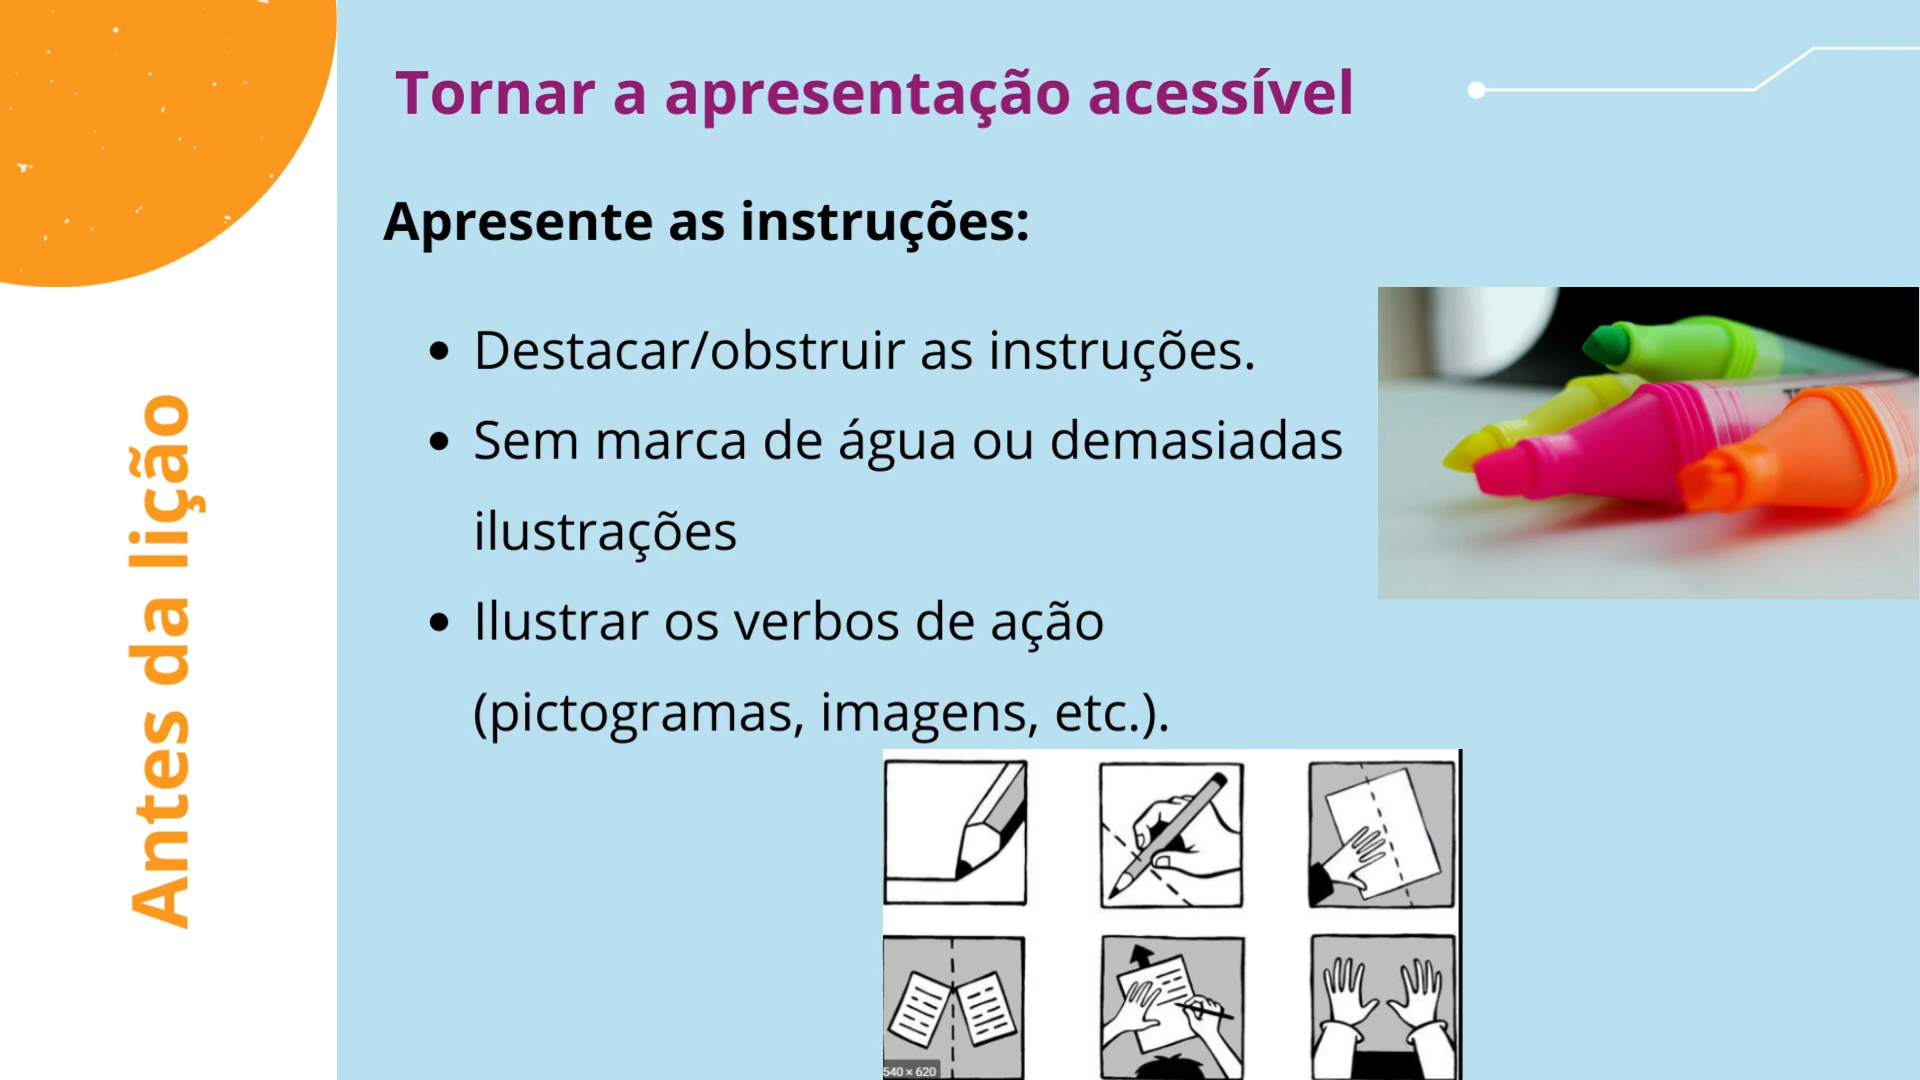 Tornar a apresentação acessível
Apresente as instruções:
Destacar/obstruir as instruções.
Sem marca de água ou demasiadas
ilustrações
Ilustrar os verbos de ação
(pictogramas, imagens, etc.).
Antes da lição
540 × 620